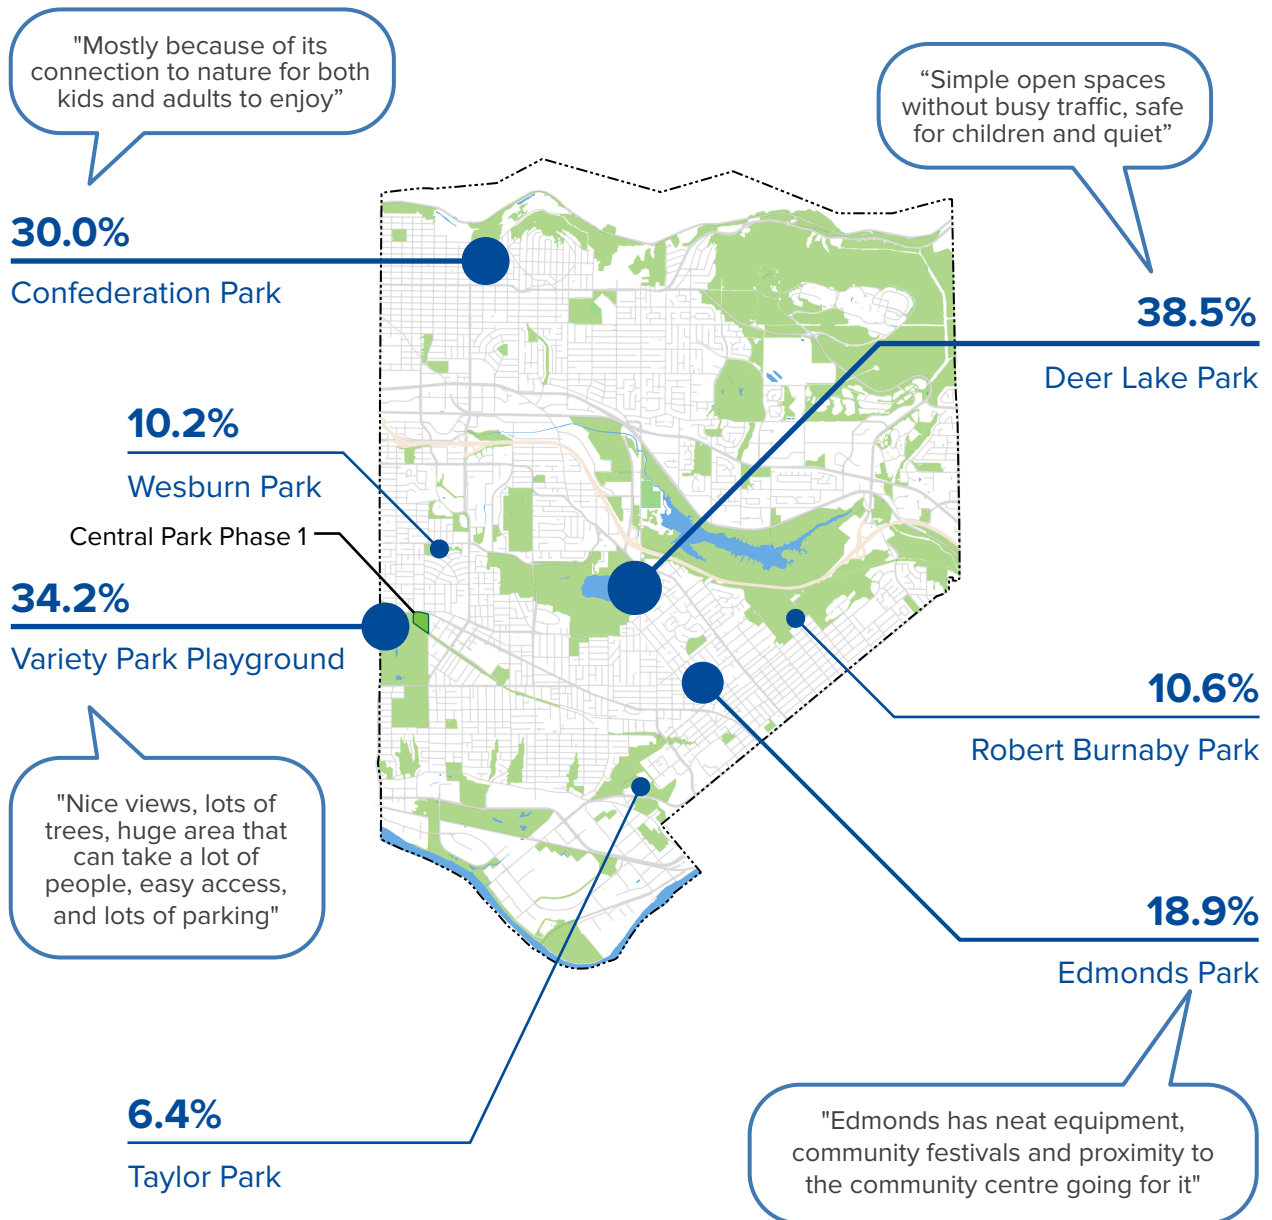 "Mostly because of its
connection to nature for both
kids and adults to enjoy”
“Simple open spaces
without busy traffic, safe
for children and quiet”
30.0%
Confederation Park
38.5%
Deer Lake Park
10.2%
Wesburn Park
Central Park Phase 1
34.2%
Variety Park Playground
10.6%
Robert Burnaby Park
"Nice views, lots of
trees, huge area that
can take a lot of
people, easy access,
and lots of parking"
18.9%
Edmonds Park
6.4%
Taylor Park
"Edmonds has neat equipment,
community festivals and proximity to
the community centre going for it"